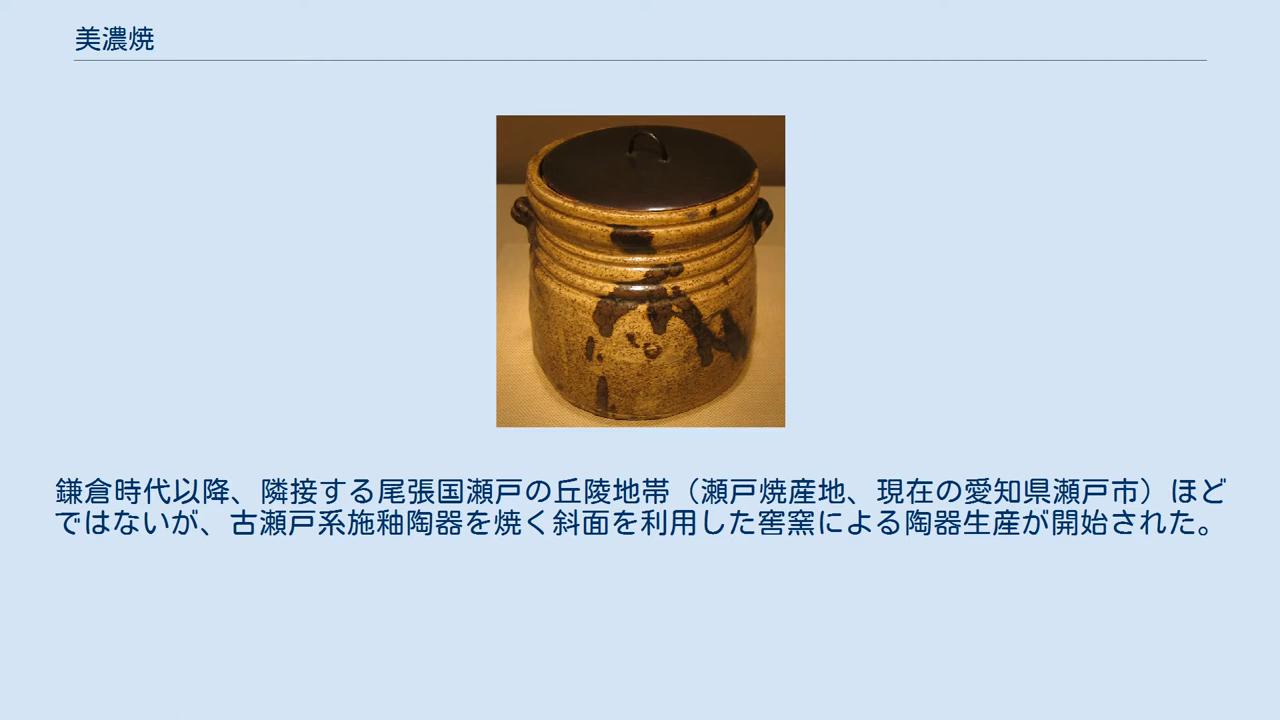 美濃焼
鎌倉時代以降、隣接する尾張国瀬戸の丘陵地帯（瀬戸焼産地、現在の愛知県瀬戸市）ほど
ではないが、古瀬戸系施釉陶器を焼く斜面を利用した窖窯による陶器生産が開始された。